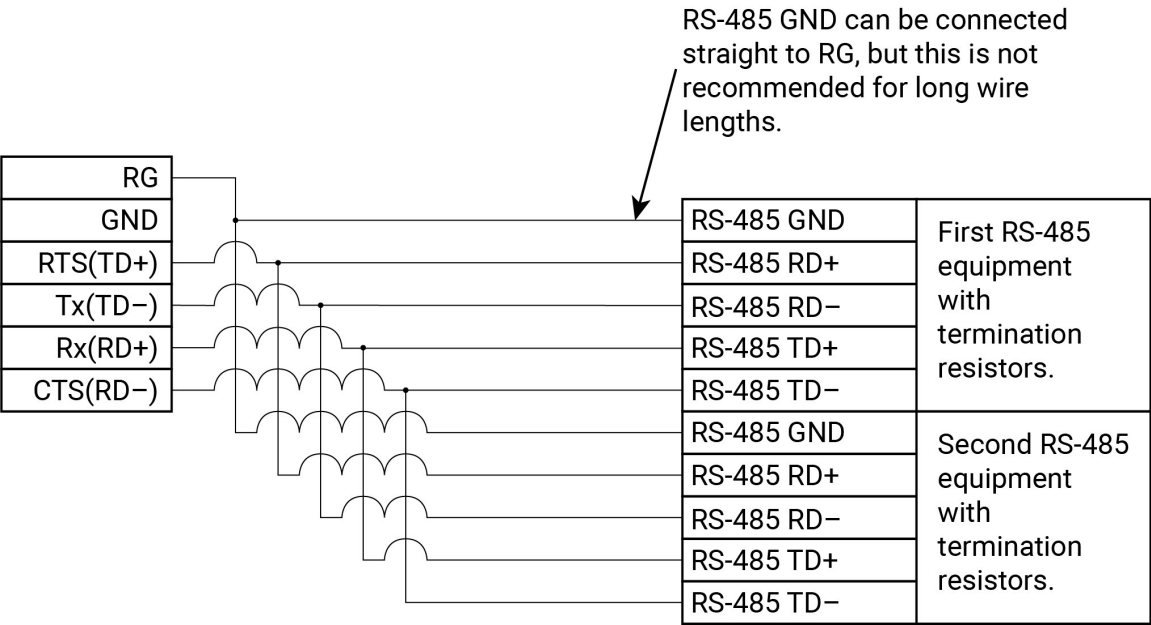 RS-485 GND can be connected
straight to RG, but this is not
recommended for long wire
lengths.
RG
GND
RTS(TD+)
Tx(TD−)
Rx(RD+)
CTS(RD−)
RS-485 GND
RS-485 RD+
RS-485 RD−
RS-485 TD+
RS-485 TD−
First RS-485
equipment
with
termination
resistors.
RS-485 GND
RS-485 RD+
RS-485 RD−
RS-485 TD+
RS-485 TD−
Second RS-485
equipment
with
termination
resistors.